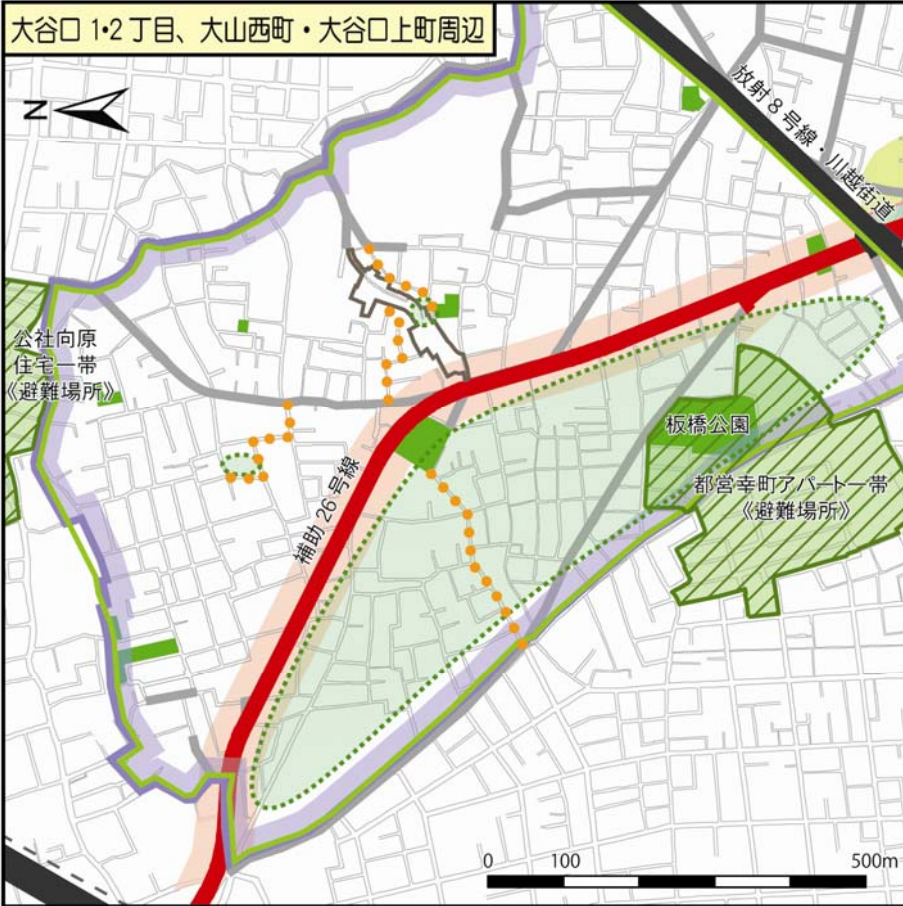 大谷口 1・2 丁目、大山西町・大谷口上町周辺
N
放射 8 号線・川越街道
公社向原
住宅一帯
《避難場所》
板橋公園
都営幸町アパート一帯
《避難場所》
補助 26 号線
0 100 500m